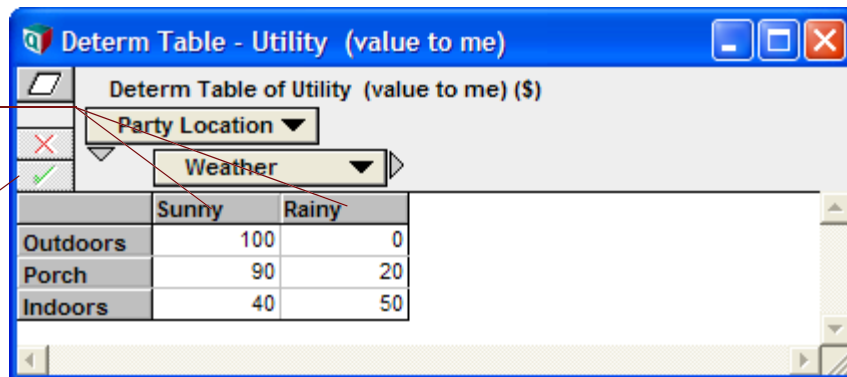 Determ Table - Utility (value to me)
Determ Table of Utility (value to me) ($)
Party Location
Weather
Sunny Rainy
Outdoors 100 0
Porch 90 20
Indoors 40 50